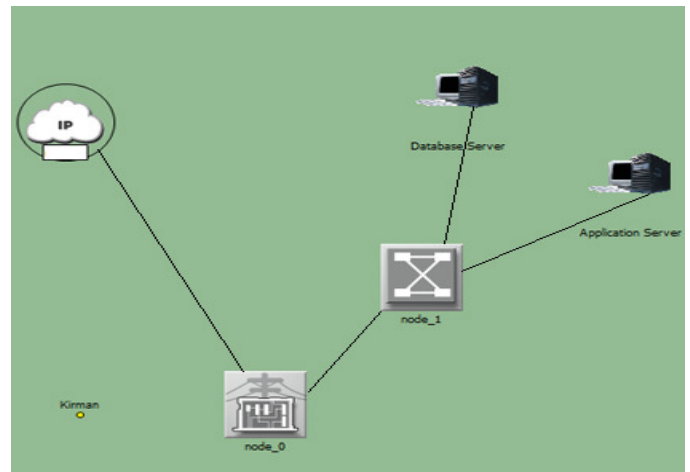 IP
Database Server
Application Server
node_1
Kirman
node_0